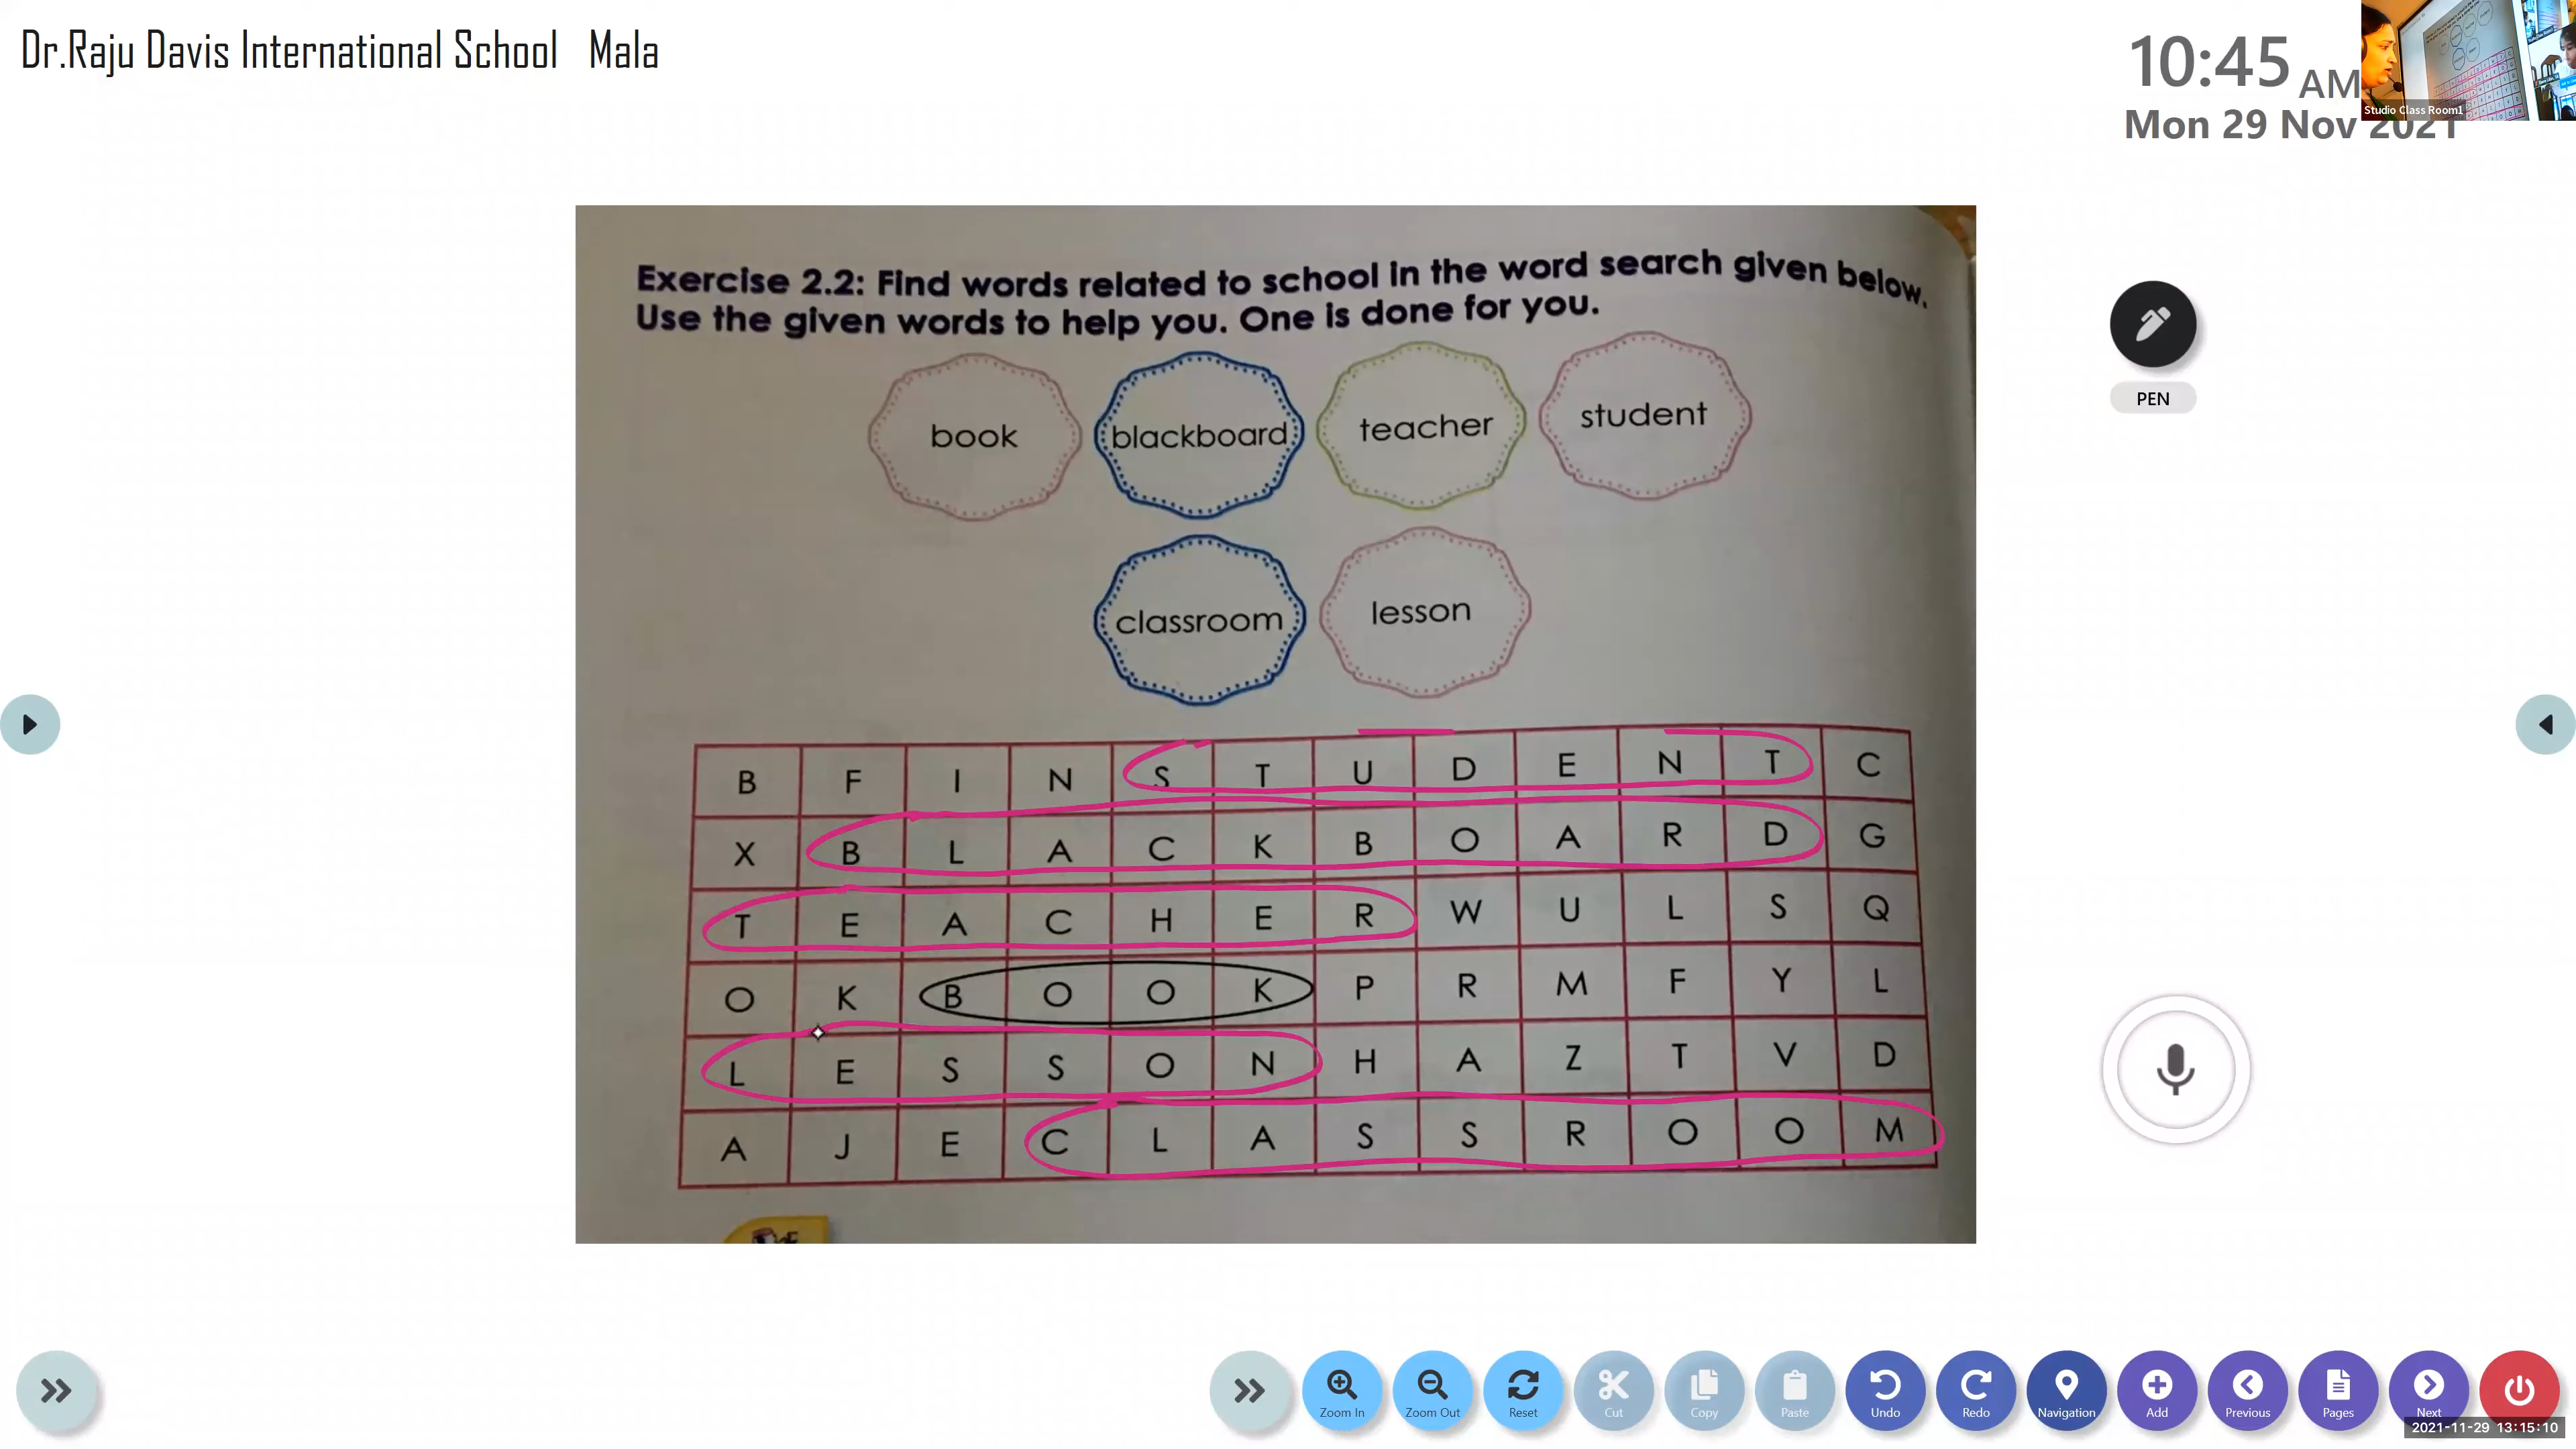 Dr.Raju Davis International School Mala
10:45 AM
Mon 29 Nov 2021
Studio Class Room1
Exercise 2.2: Find words related to school in the word search given below.
Use the given words to help you. One is done for you.
book blackboard teacher student
classroom lesson
B F I N S T U D E N T C
X B L A C K B O A R D G
T E A C H E R W U L S Q
O K B O O K P R M F Y L
L E S S O N H A Z T V D
A J E C L A S S R O O M
PEN
Zoom In Zoom Out Reset Cut Copy Paste Undo Redo Navigation Add Previous Pages Next
2021-11-29 13:15:10